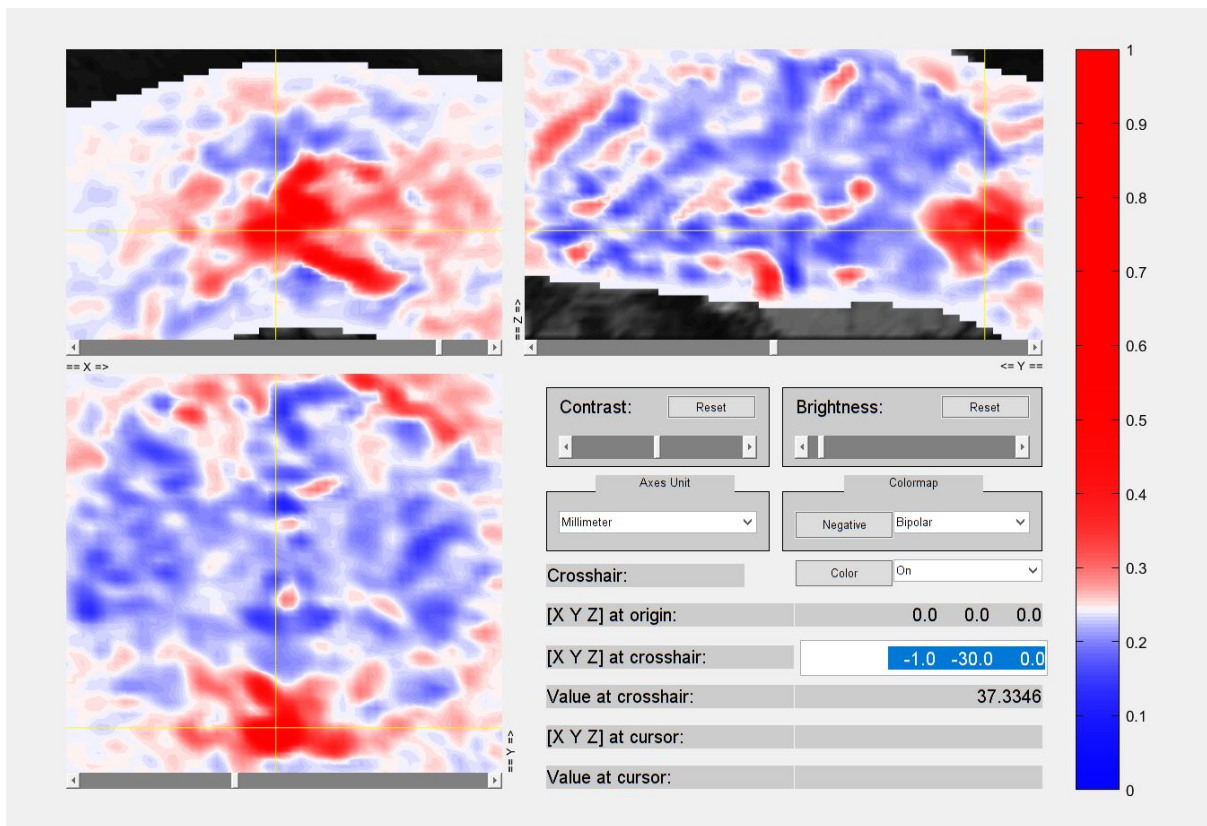 == Z =>
== X =>
<= Y ==
== Y =>
Contrast: Reset
Brightness: Reset
Axes Unit
Millimeter
Colormap
Negative Bipolar
Crosshair: Color On
[X Y Z] at origin: 0.0 0.0 0.0
[X Y Z] at crosshair: -1.0 -30.0 0.0
Value at crosshair: 37.3346
[X Y Z] at cursor:
Value at cursor:
1
0.9
0.8
0.7
0.6
0.5
0.4
0.3
0.2
0.1
0